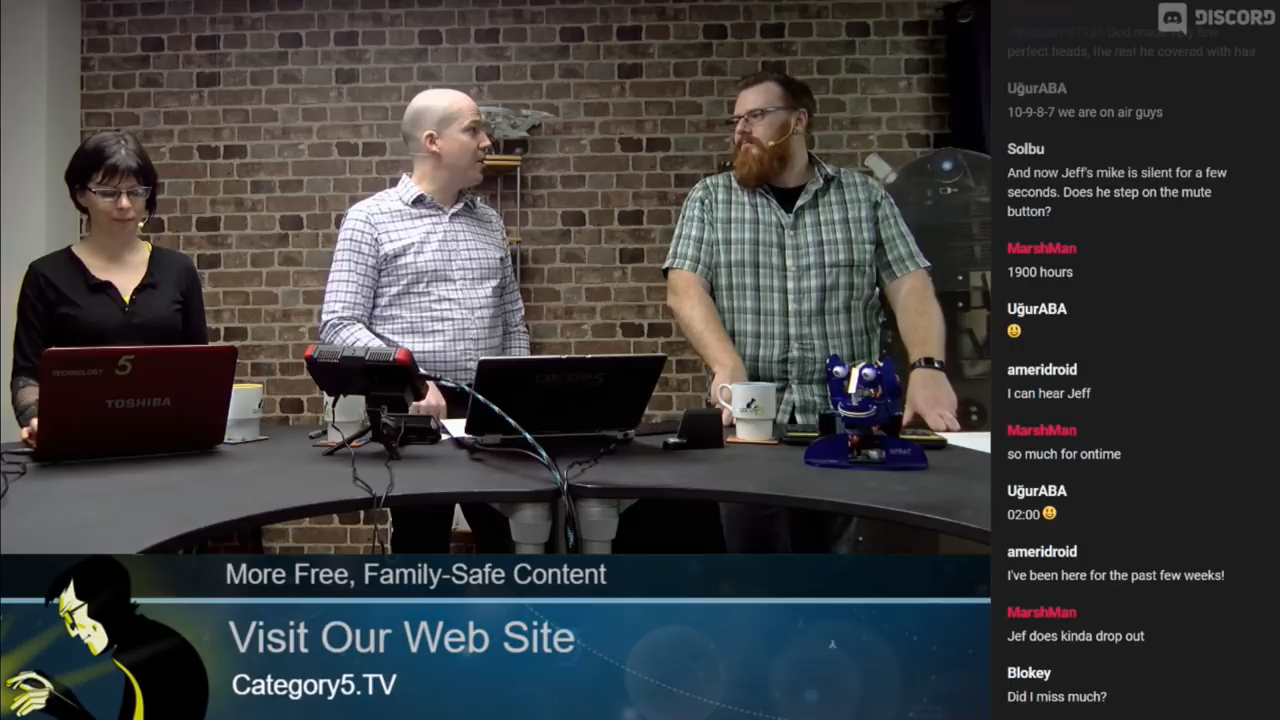 DISCORD
perfect heads, the rest he covered with hair
UğurABA
10-9-8-7 we are on air guys
Solbu
And now Jeff's mike is silent for a few
seconds. Does he step on the mute
button?
MarshMan
1900 hours
UğurABA
ameridroid
I can hear Jeff
MarshMan
so much for ontime
UğurABA
02:00
ameridroid
I've been here for the past few weeks!
MarshMan
Jef does kinda drop out
Blokey
Did I miss much?
TECHNOLOGY 5
TOSHIBA
More Free, Family-Safe Content
Visit Our Web Site
Category5.TV